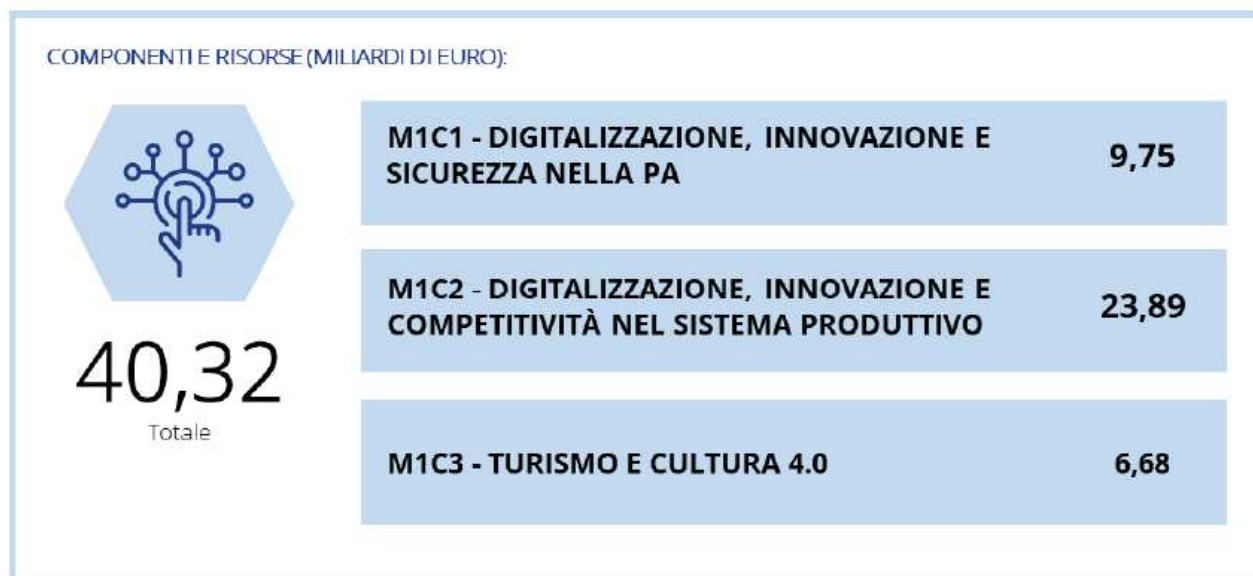 COMPONENTI E RISORSE (MILIARDI DI EURO):
M1C1 - DIGITALIZZAZIONE, INNOVAZIONE E
SICUREZZA NELLA PA
9,75
M1C2 - DIGITALIZZAZIONE, INNOVAZIONE E
COMPETITIVITÀ NEL SISTEMA PRODUTTIVO
23,89
40,32
Totale
M1C3 - TURISMO E CULTURA 4.0
6,68